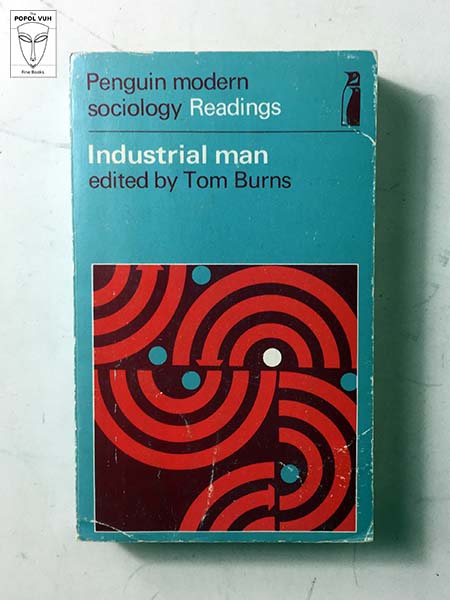 The
POPOL VUH
Fine Books
Penguin modern
sociology Readings
Industrial man
edited by Tom Burns